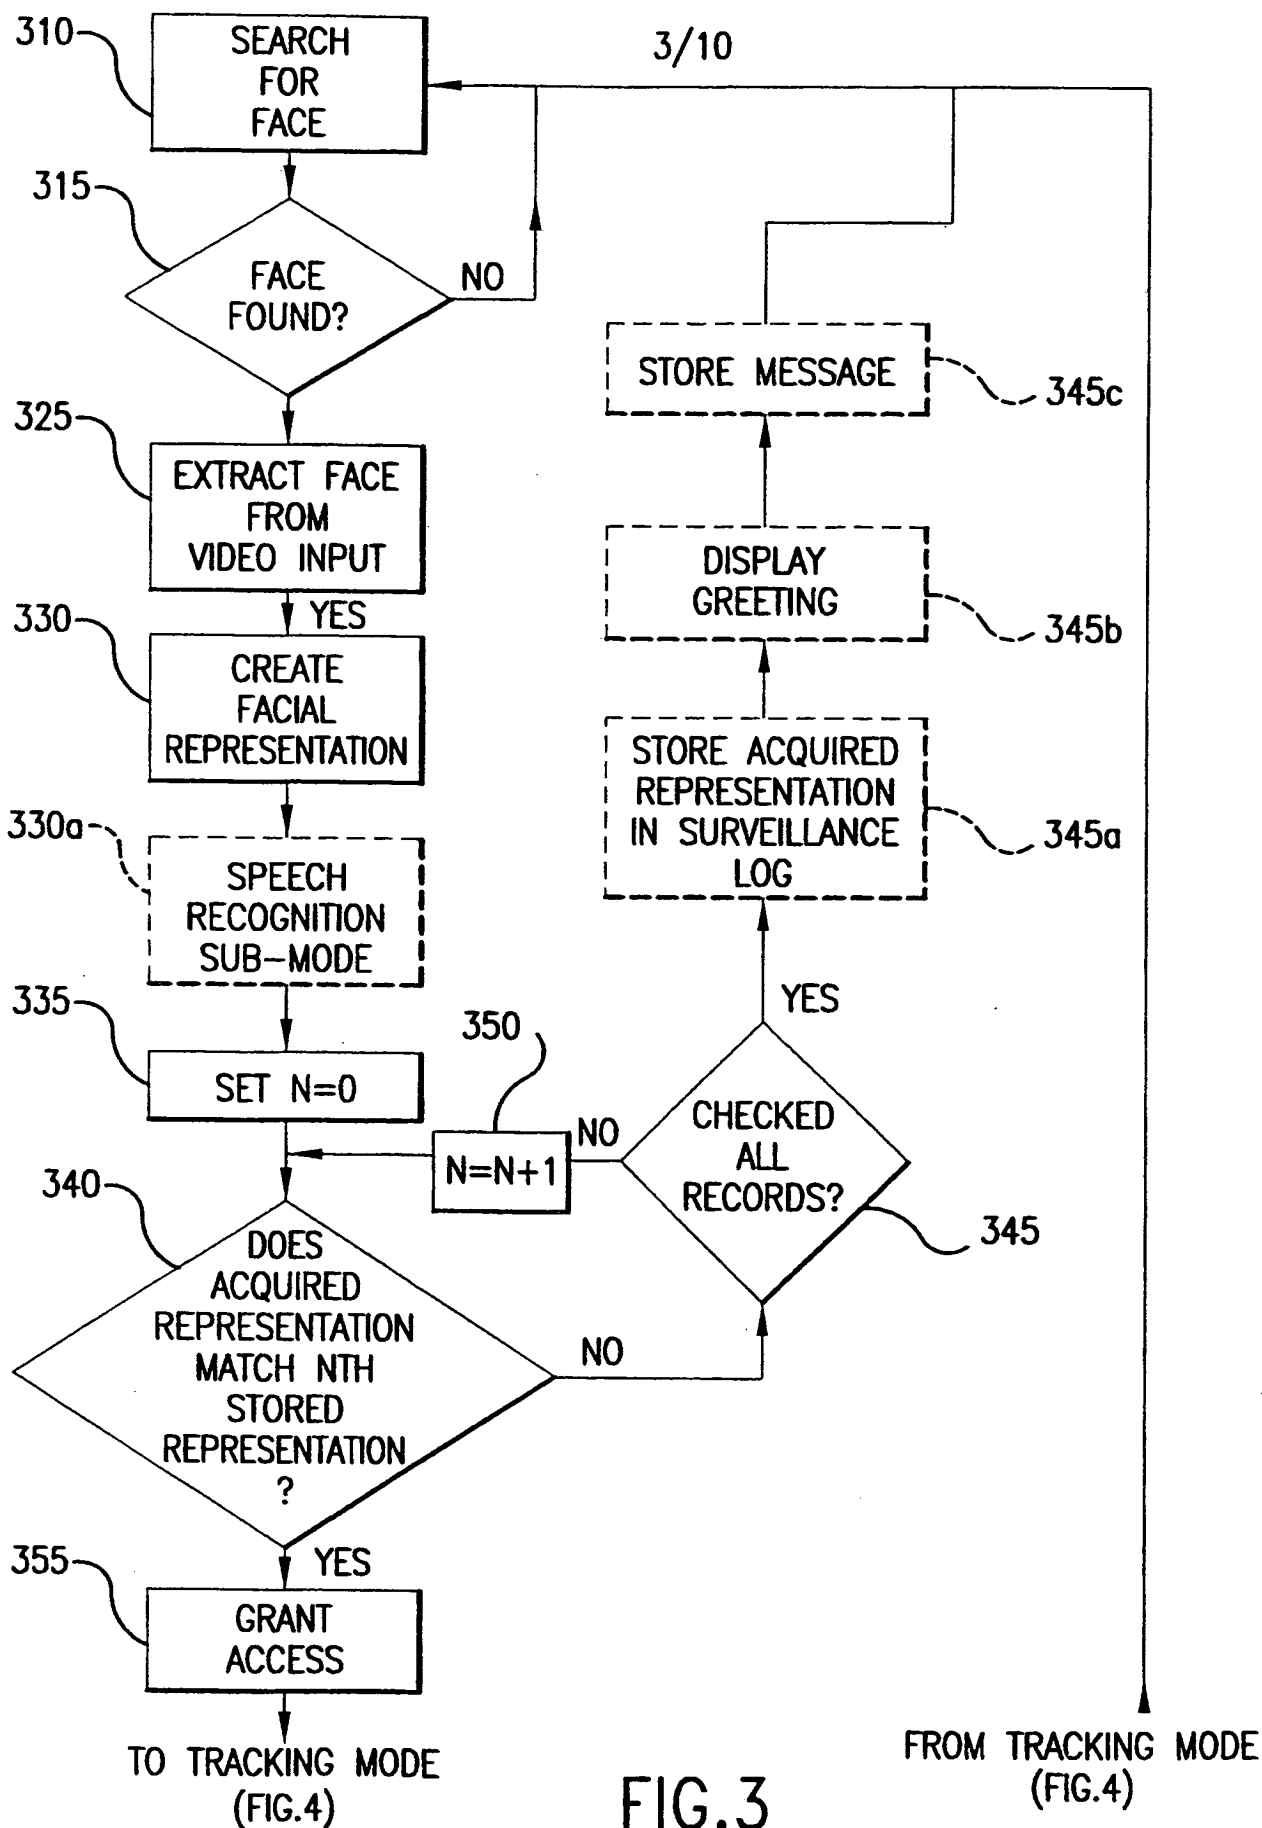 3/10
310
SEARCH
FOR
FACE
315
FACE
FOUND?
NO
325
EXTRACT FACE
FROM
VIDEO INPUT
YES
330
CREATE
FACIAL
REPRESENTATION
330a
SPEECH
RECOGNITION
SUB-MODE
335
SET N=0
340
DOES
ACQUIRED
REPRESENTATION
MATCH NTH
STORED
REPRESENTATION
?
NO
YES
355
GRANT
ACCESS
TO TRACKING MODE
(FIG.4)
350
N=N+1
NO
CHECKED
ALL
RECORDS?
345
YES
STORE ACQUIRED
REPRESENTATION
IN SURVEILLANCE
LOG
345a
DISPLAY
GREETING
345b
STORE MESSAGE
345c
FROM TRACKING MODE
(FIG.4)
FIG.3